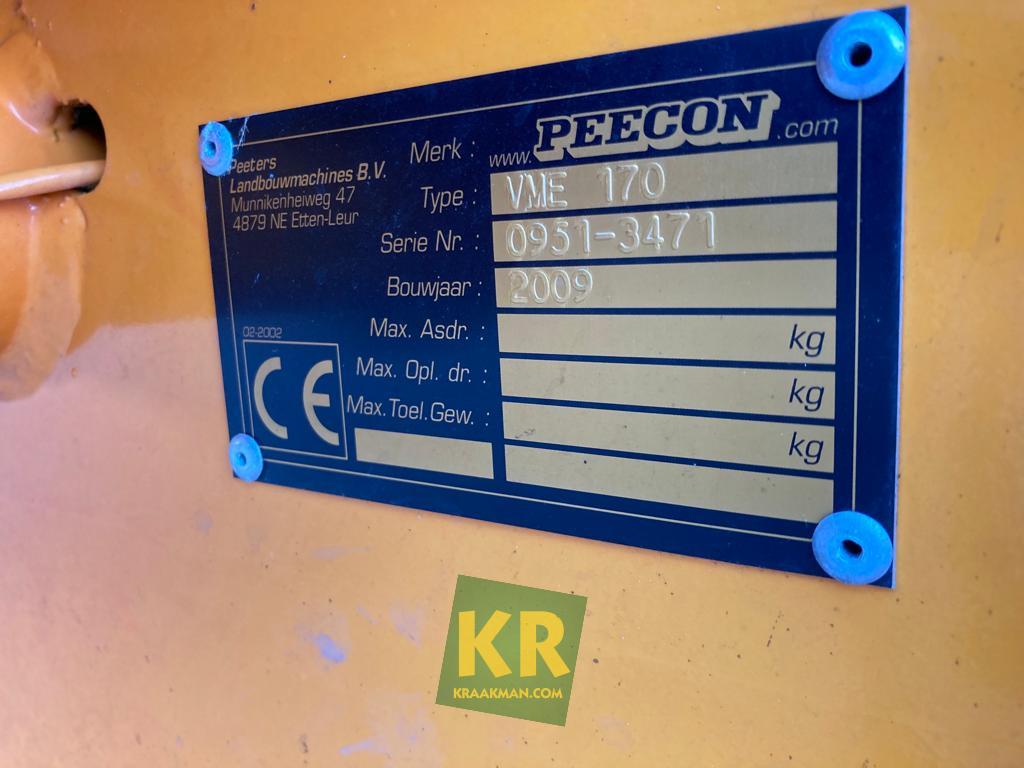 Peeters
Landbouwmachines B.V.
Munnikenheiweg 47
4879 NE Etten-Leur
Merk : www.PEECON.com
Type : VME 170
Serie Nr. : 0951-3471
Bouwjaar : 2009
Max. Asdr. : kg
Max. Opl. dr. : kg
Max.Toel.Gew. : kg
02-2002
CE
KR
KRAAKMAN.COM